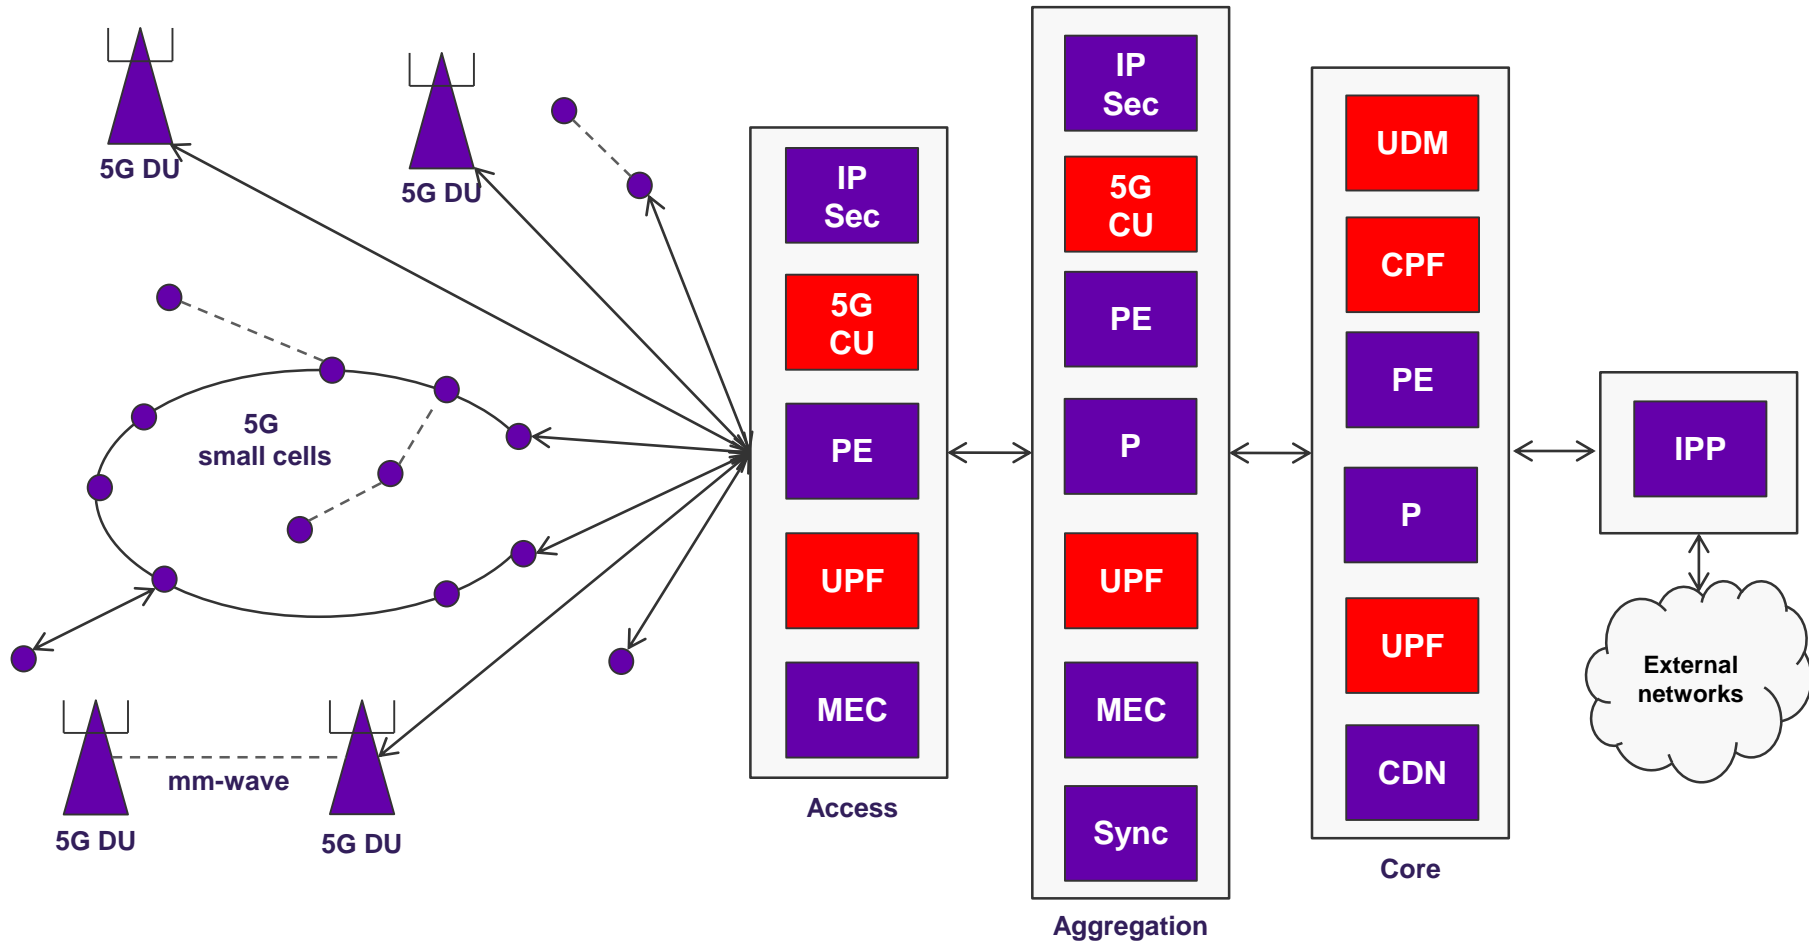 5G DU
5G DU
5G
small cells
mm-wave
5G DU
5G DU
IP
Sec
5G
CU
PE
UPF
MEC
Access
IP
Sec
5G
CU
PE
P
UPF
MEC
Sync
Aggregation
UDM
CPF
PE
P
UPF
CDN
Core
IPP
External
networks